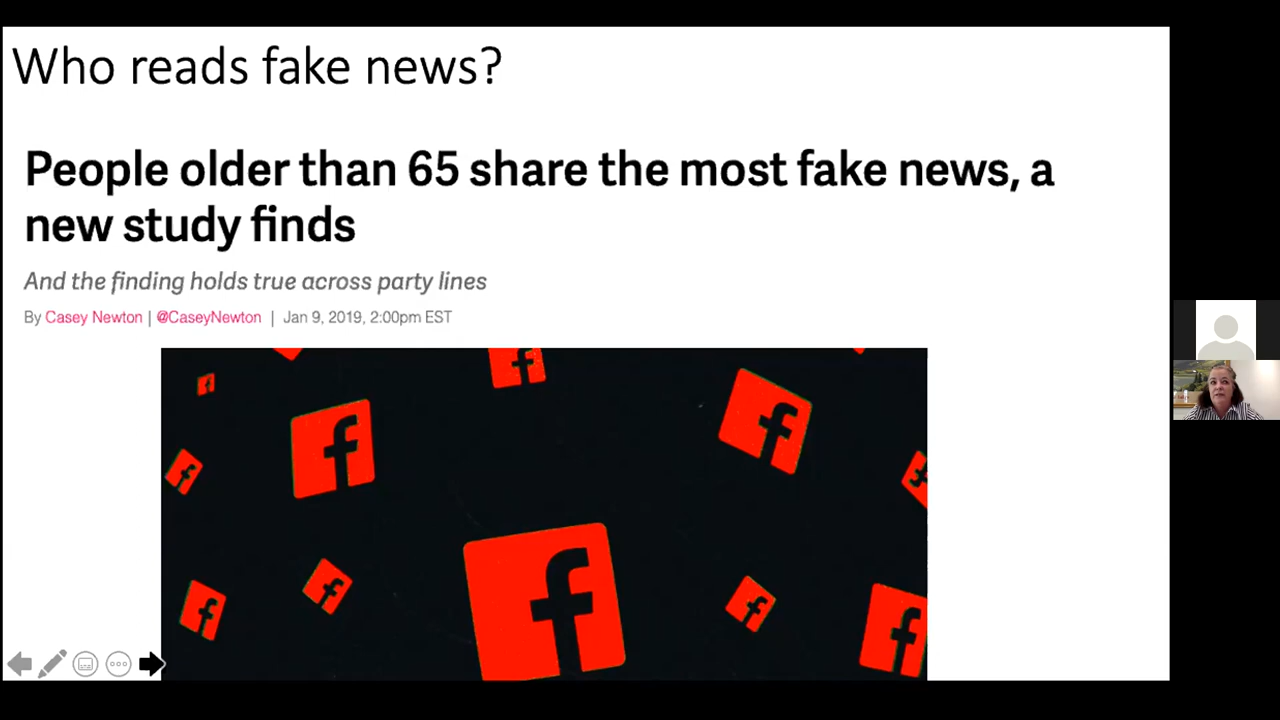 Who reads fake news?
People older than 65 share the most fake news, a
new study finds
And the finding holds true across party lines
By Casey Newton | @CaseyNewton | Jan 9, 2019, 2:00pm EST